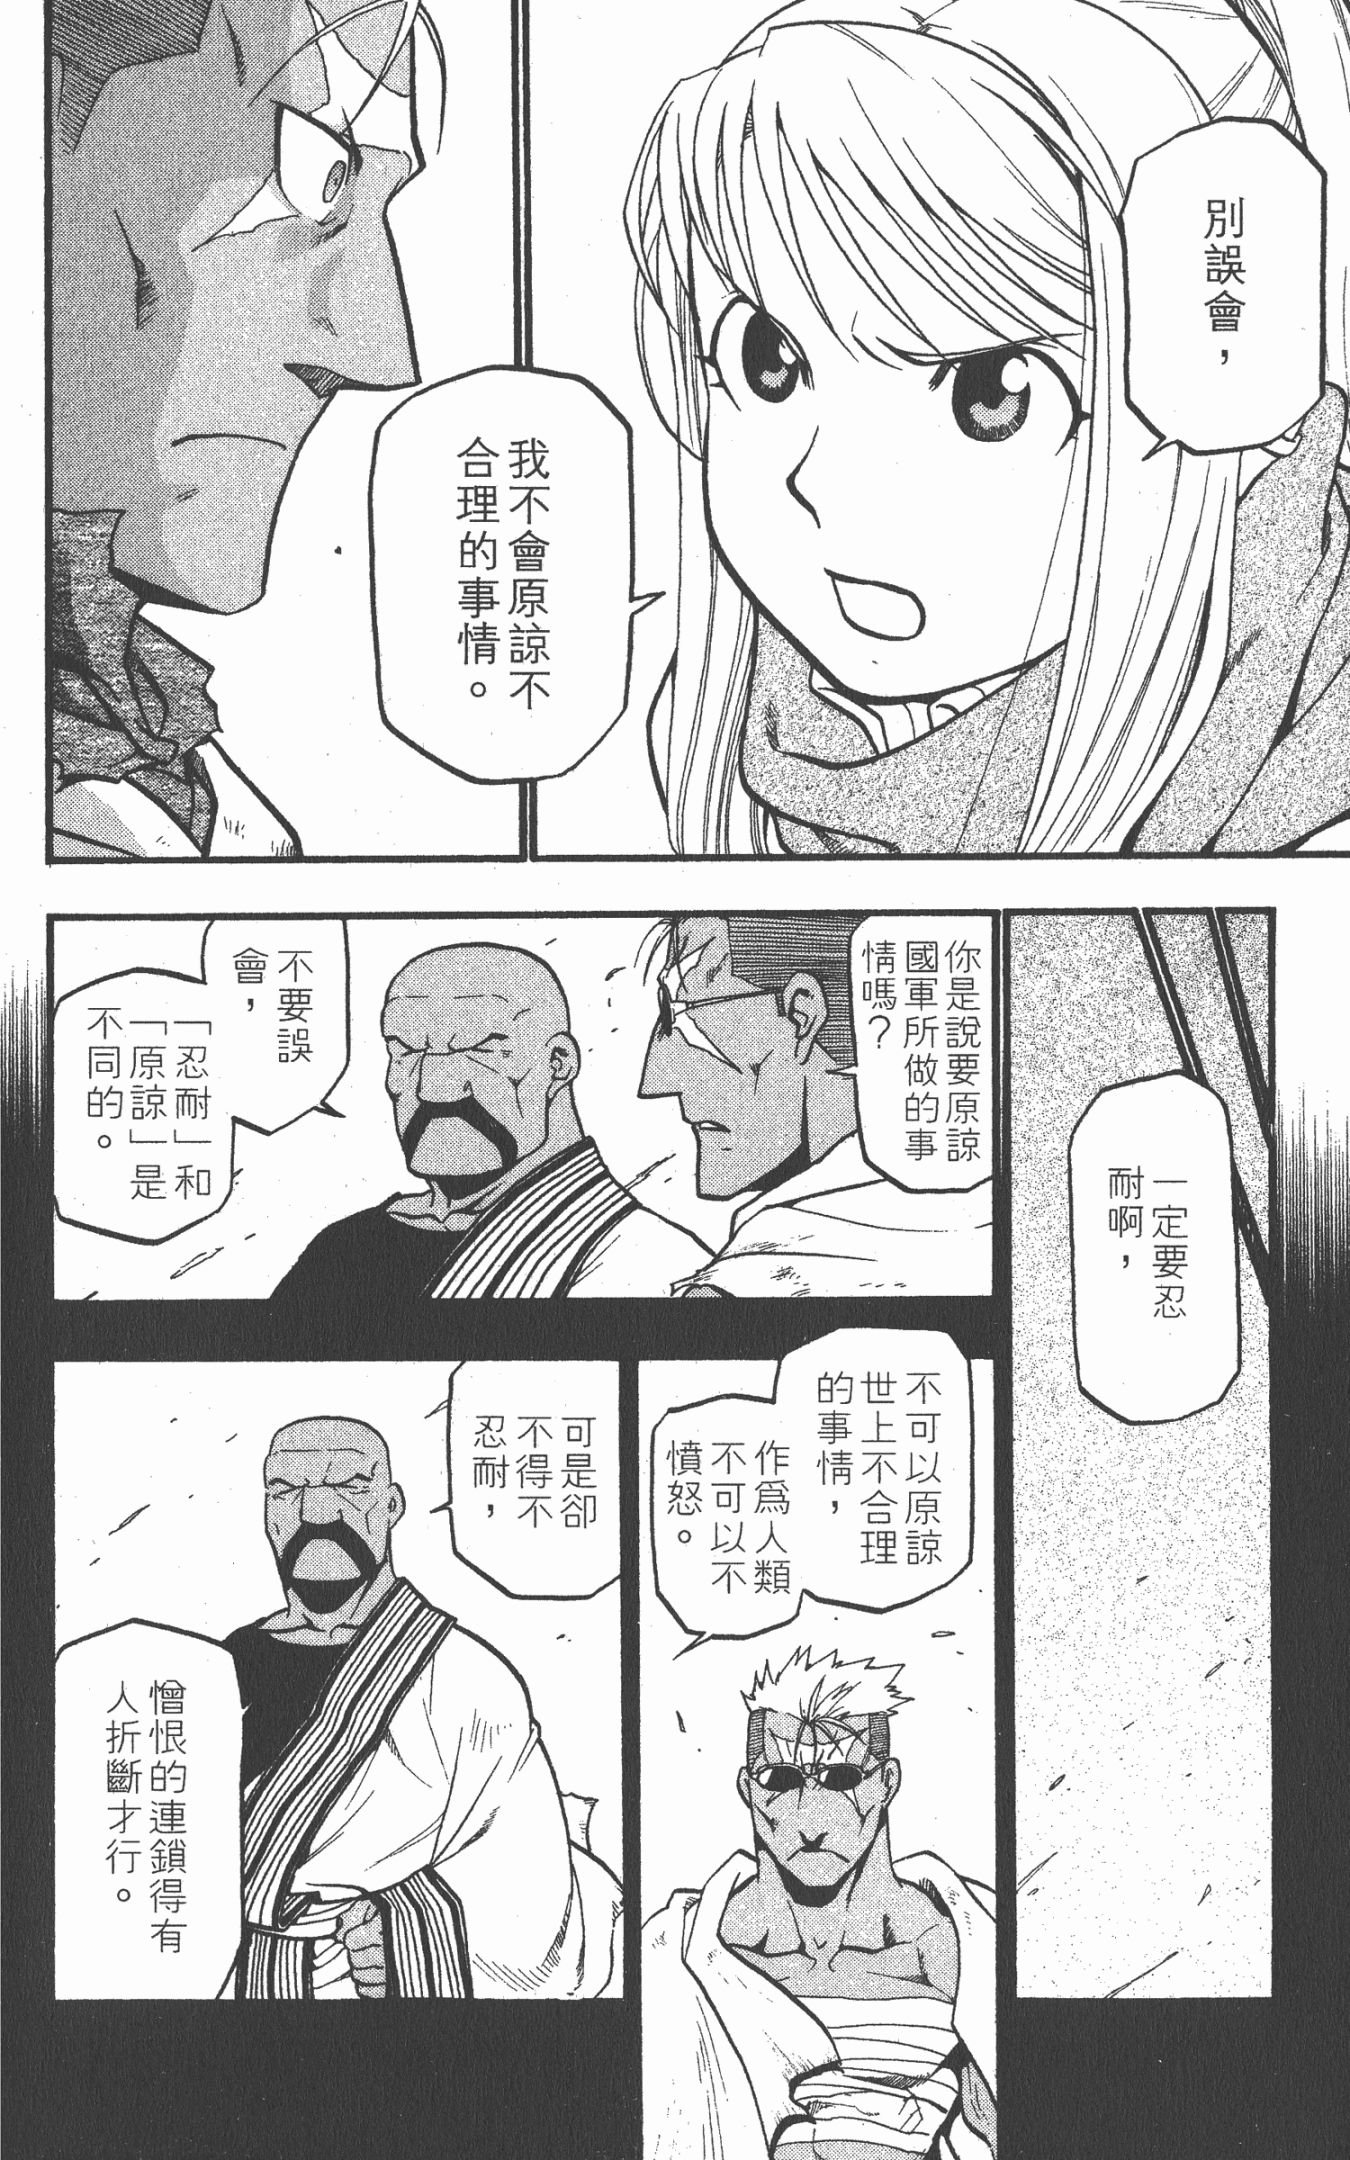 別誤會，
我不會原諒不
合理的事情。
一定要忍
耐啊，
你是說要原諒
國軍所做的事
情嗎？
不要誤
會，
「忍耐」和
「原諒」是
不同的。
不可以原諒
世上不合理
的事情，
作爲人類
不可以不
憤怒。
可是卻
不得不
忍耐，
憎恨的連鎖得有
人折斷才行。